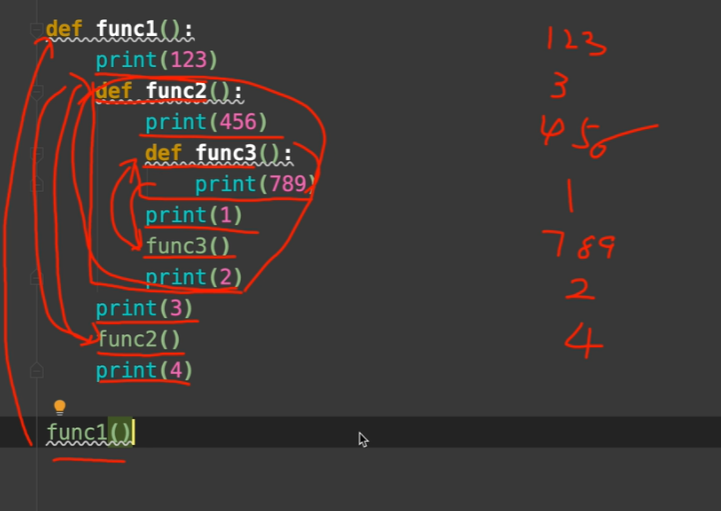 def func1():
    print(123)
    def func2():
        print(456)
        def func3():
            print(789)
        print(1)
        func3()
        print(2)
    print(3)
    func2()
    print(4)
func1()
123
3
456
1
789
2
4